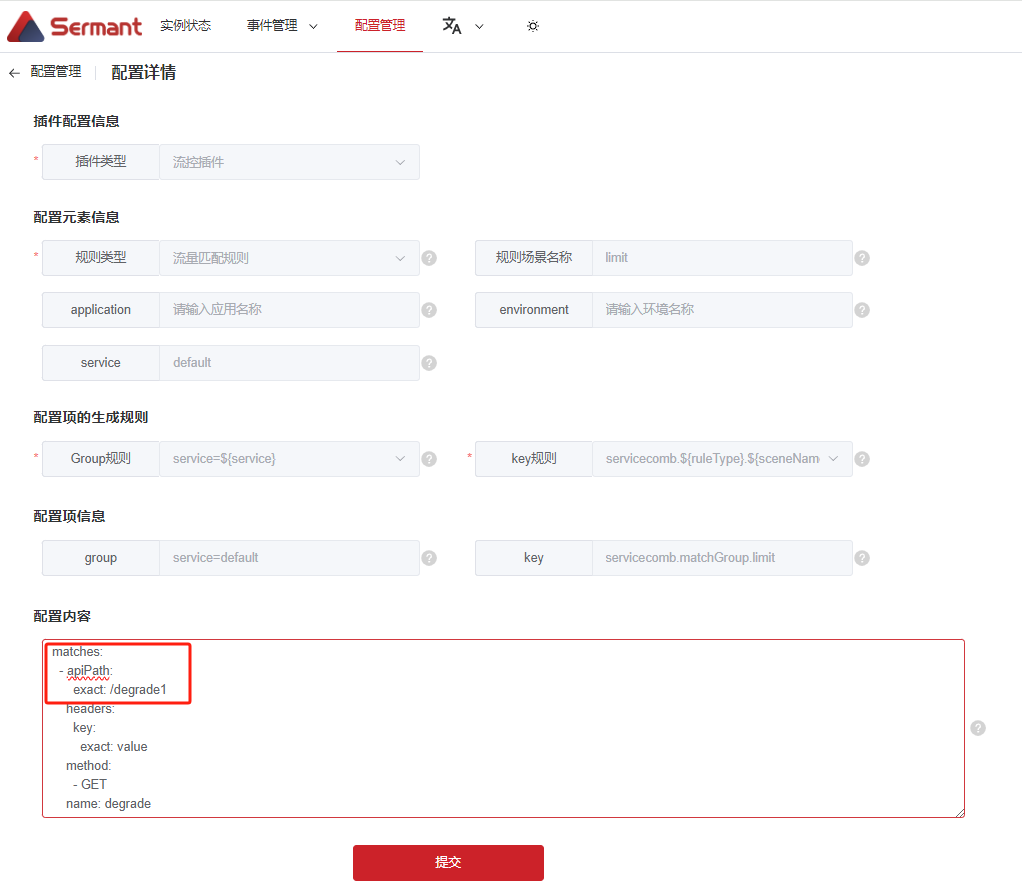 Sermant 实例状态 事件管理 配置管理
配置管理 配置详情
插件配置信息
* 插件类型 流控插件
配置元素信息
* 规则类型 流量匹配规则 ? 规则场景名称 limit ?
application 请输入应用名称 ? environment 请输入环境名称 ?
service default ?
配置项的生成规则
* Group规则 service=${service} ? * key规则 servicecomb.${ruleType}.${sceneNam ?
配置项信息
group service=default ? key servicecomb.matchGroup.limit ?
配置内容
matches:
- apiPath:
exact: /degrade1
headers:
key:
exact: value
method:
- GET
name: degrade
?
提交